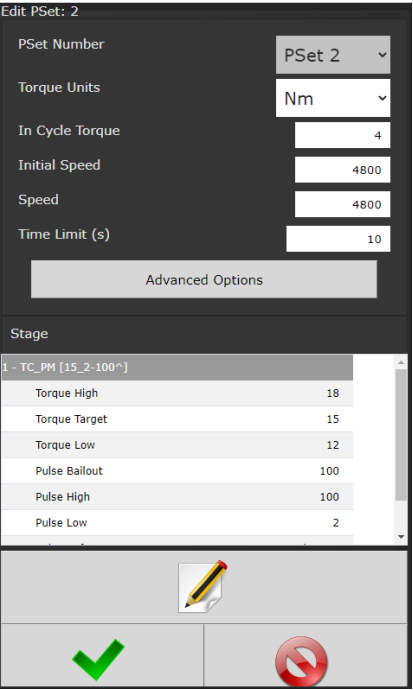 Edit PSet: 2
PSet Number PSet 2
Torque Units Nm
In Cycle Torque 4
Initial Speed 4800
Speed 4800
Time Limit (s) 10
Advanced Options
Stage
1 - TC_PM [15_2-100^]
Torque High 18
Torque Target 15
Torque Low 12
Pulse Bailout 100
Pulse High 100
Pulse Low 2